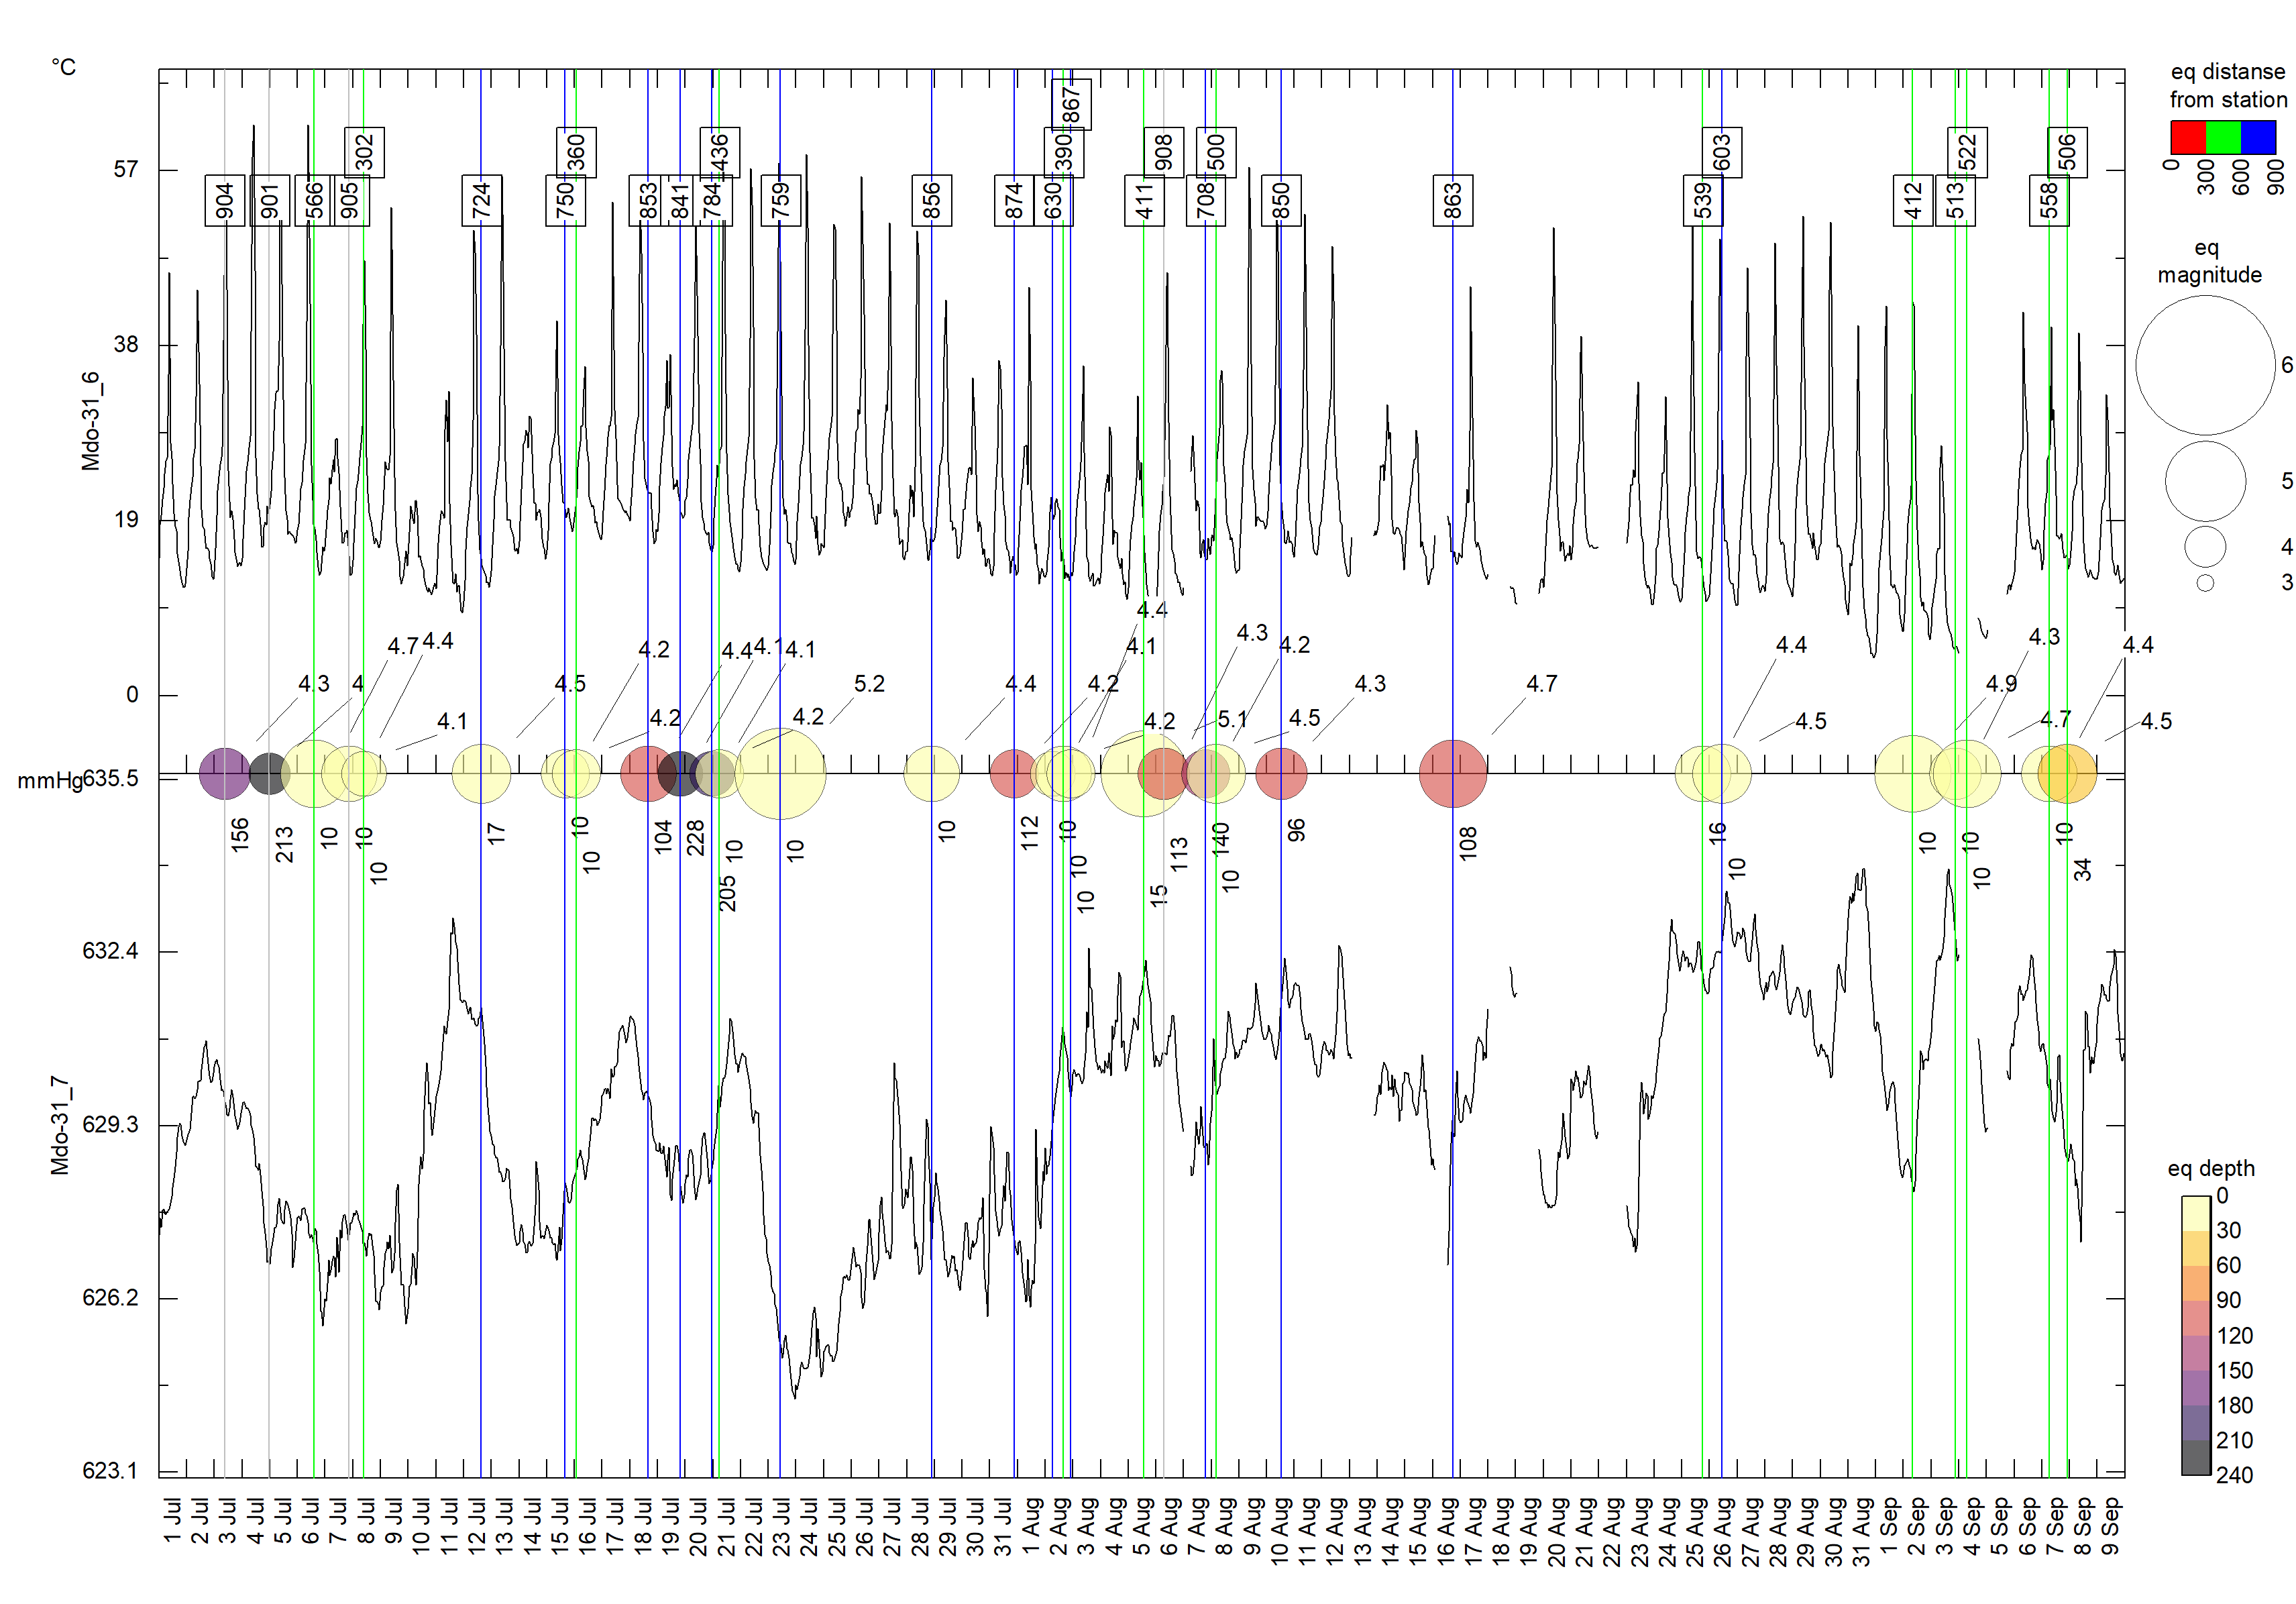 °C
eq distanse
from station
0
300
600
900
867
302
360
436
390
908
500
603
522
506
904
901
566
905
724
750
853
841
784
759
856
874
630
411
708
850
863
539
412
513
558
57
38
19
0
Mdo-31_6
eq
magnitude
6
5
4
3
4.4
4.7
4.4
4.2
4.4
4.1
4.1
4.1
4.3
4.2
4.4
4.3
4.4
4.3
4
4.5
5.2
4.4
4.2
4.3
4.7
4.9
4.1
4.2
4.2
4.2
5.1
4.5
4.5
4.7
4.5
mmHg
635.5
156
213
10
10
10
17
10
10
104
228
205
10
10
10
112
10
10
10
15
113
140
10
96
108
16
10
10
10
10
10
34
632.4
629.3
626.2
623.1
Mdo-31_7
eq depth
0
30
60
90
120
150
180
210
240
1 Jul
2 Jul
3 Jul
4 Jul
5 Jul
6 Jul
7 Jul
8 Jul
9 Jul
10 Jul
11 Jul
12 Jul
13 Jul
14 Jul
15 Jul
16 Jul
17 Jul
18 Jul
19 Jul
20 Jul
21 Jul
22 Jul
23 Jul
24 Jul
25 Jul
26 Jul
27 Jul
28 Jul
29 Jul
30 Jul
31 Jul
1 Aug
2 Aug
3 Aug
4 Aug
5 Aug
6 Aug
7 Aug
8 Aug
9 Aug
10 Aug
11 Aug
12 Aug
13 Aug
14 Aug
15 Aug
16 Aug
17 Aug
18 Aug
19 Aug
20 Aug
21 Aug
22 Aug
23 Aug
24 Aug
25 Aug
26 Aug
27 Aug
28 Aug
29 Aug
30 Aug
31 Aug
1 Sep
2 Sep
3 Sep
4 Sep
5 Sep
6 Sep
7 Sep
8 Sep
9 Sep